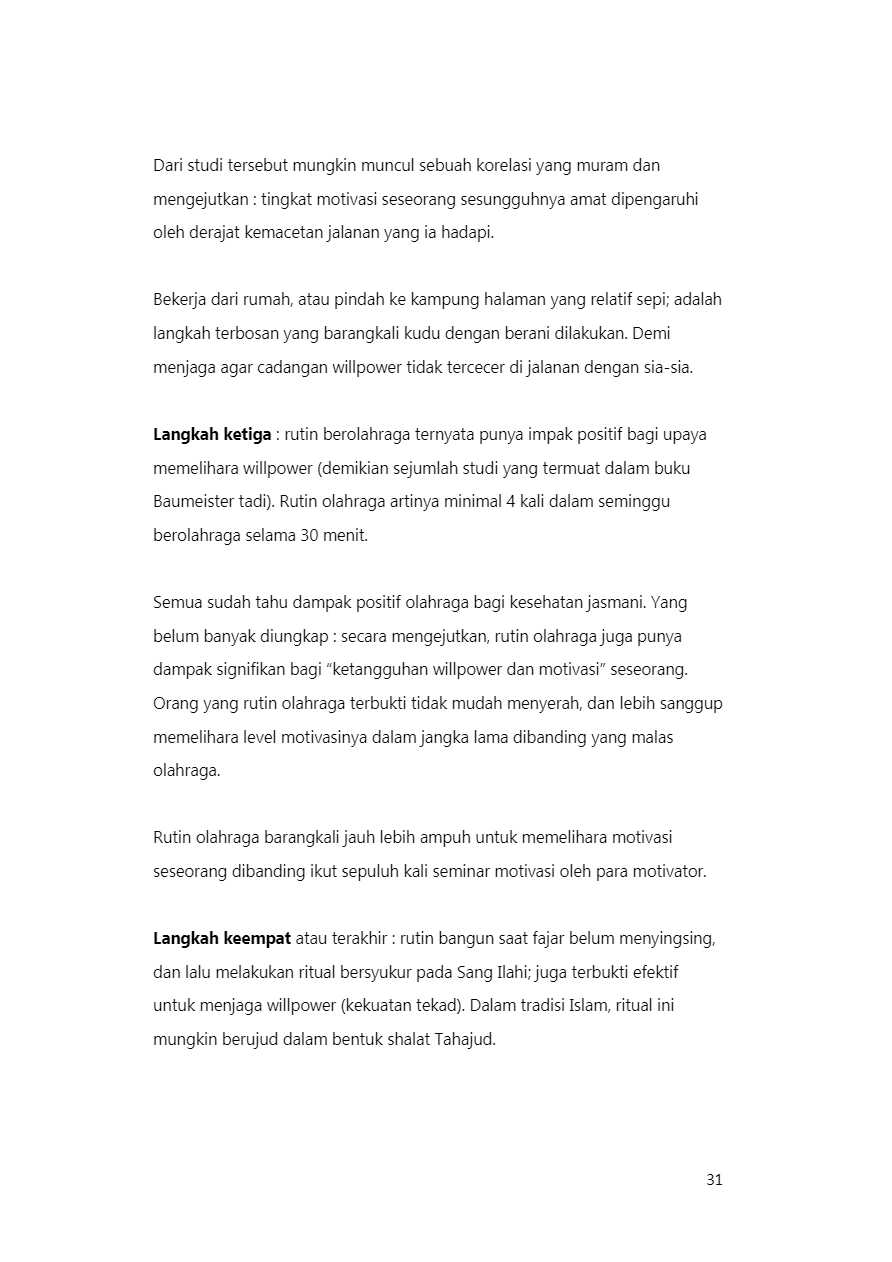 Dari studi tersebut mungkin muncul sebuah korelasi yang muram dan
mengejutkan : tingkat motivasi seseorang sesungguhnya amat dipengaruhi
oleh derajat kemacetan jalanan yang ia hadapi.
Bekerja dari rumah, atau pindah ke kampung halaman yang relatif sepi; adalah
langkah terbosan yang barangkali kudu dengan berani dilakukan. Demi
menjaga agar cadangan willpower tidak tercecer di jalanan dengan sia-sia.
Langkah ketiga : rutin berolahraga ternyata punya impak positif bagi upaya
memelihara willpower (demikian sejumlah studi yang termuat dalam buku
Baumeister tadi). Rutin olahraga artinya minimal 4 kali dalam seminggu
berolahraga selama 30 menit.
Semua sudah tahu dampak positif olahraga bagi kesehatan jasmani. Yang
belum banyak diungkap : secara mengejutkan, rutin olahraga juga punya
dampak signifikan bagi “ketangguhan willpower dan motivasi” seseorang.
Orang yang rutin olahraga terbukti tidak mudah menyerah, dan lebih sanggup
memelihara level motivasinya dalam jangka lama dibanding yang malas
olahraga.
Rutin olahraga barangkali jauh lebih ampuh untuk memelihara motivasi
seseorang dibanding ikut sepuluh kali seminar motivasi oleh para motivator.
Langkah keempat atau terakhir : rutin bangun saat fajar belum menyingsing,
dan lalu melakukan ritual bersyukur pada Sang Ilahi; juga terbukti efektif
untuk menjaga willpower (kekuatan tekad). Dalam tradisi Islam, ritual ini
mungkin berujud dalam bentuk shalat Tahajud.
31